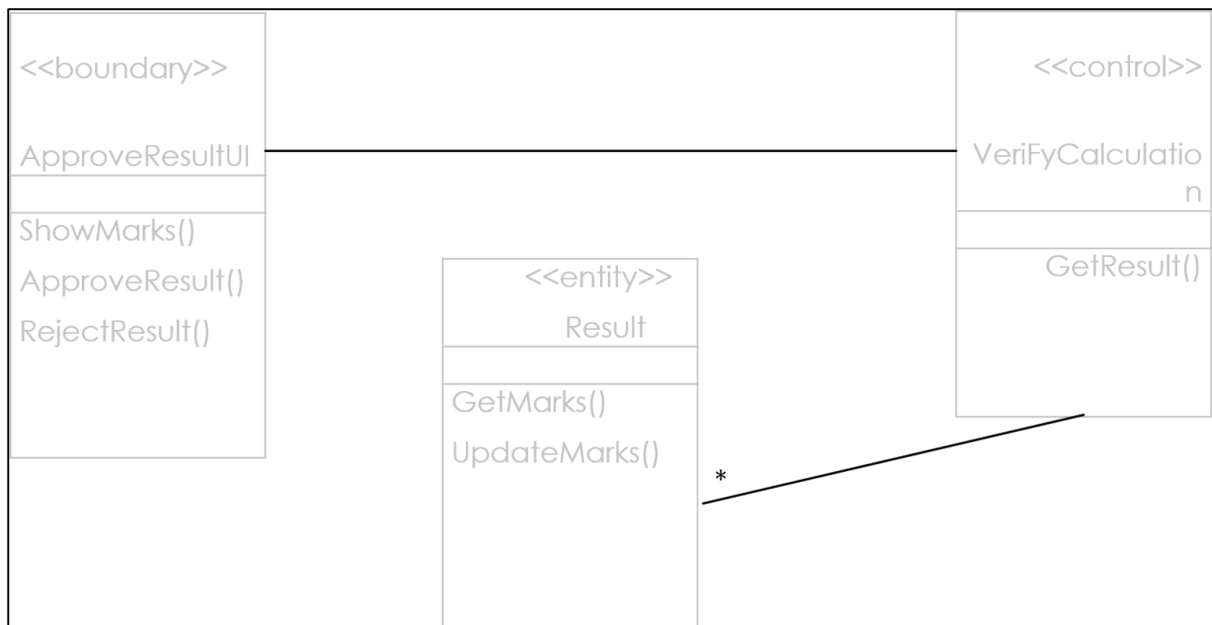 <<boundary>>
ApproveResultUI
ShowMarks()
ApproveResult()
RejectResult()
<<entity>>
Result
GetMarks()
UpdateMarks()
*
<<control>>
VeriFyCalculatio
n
GetResult()